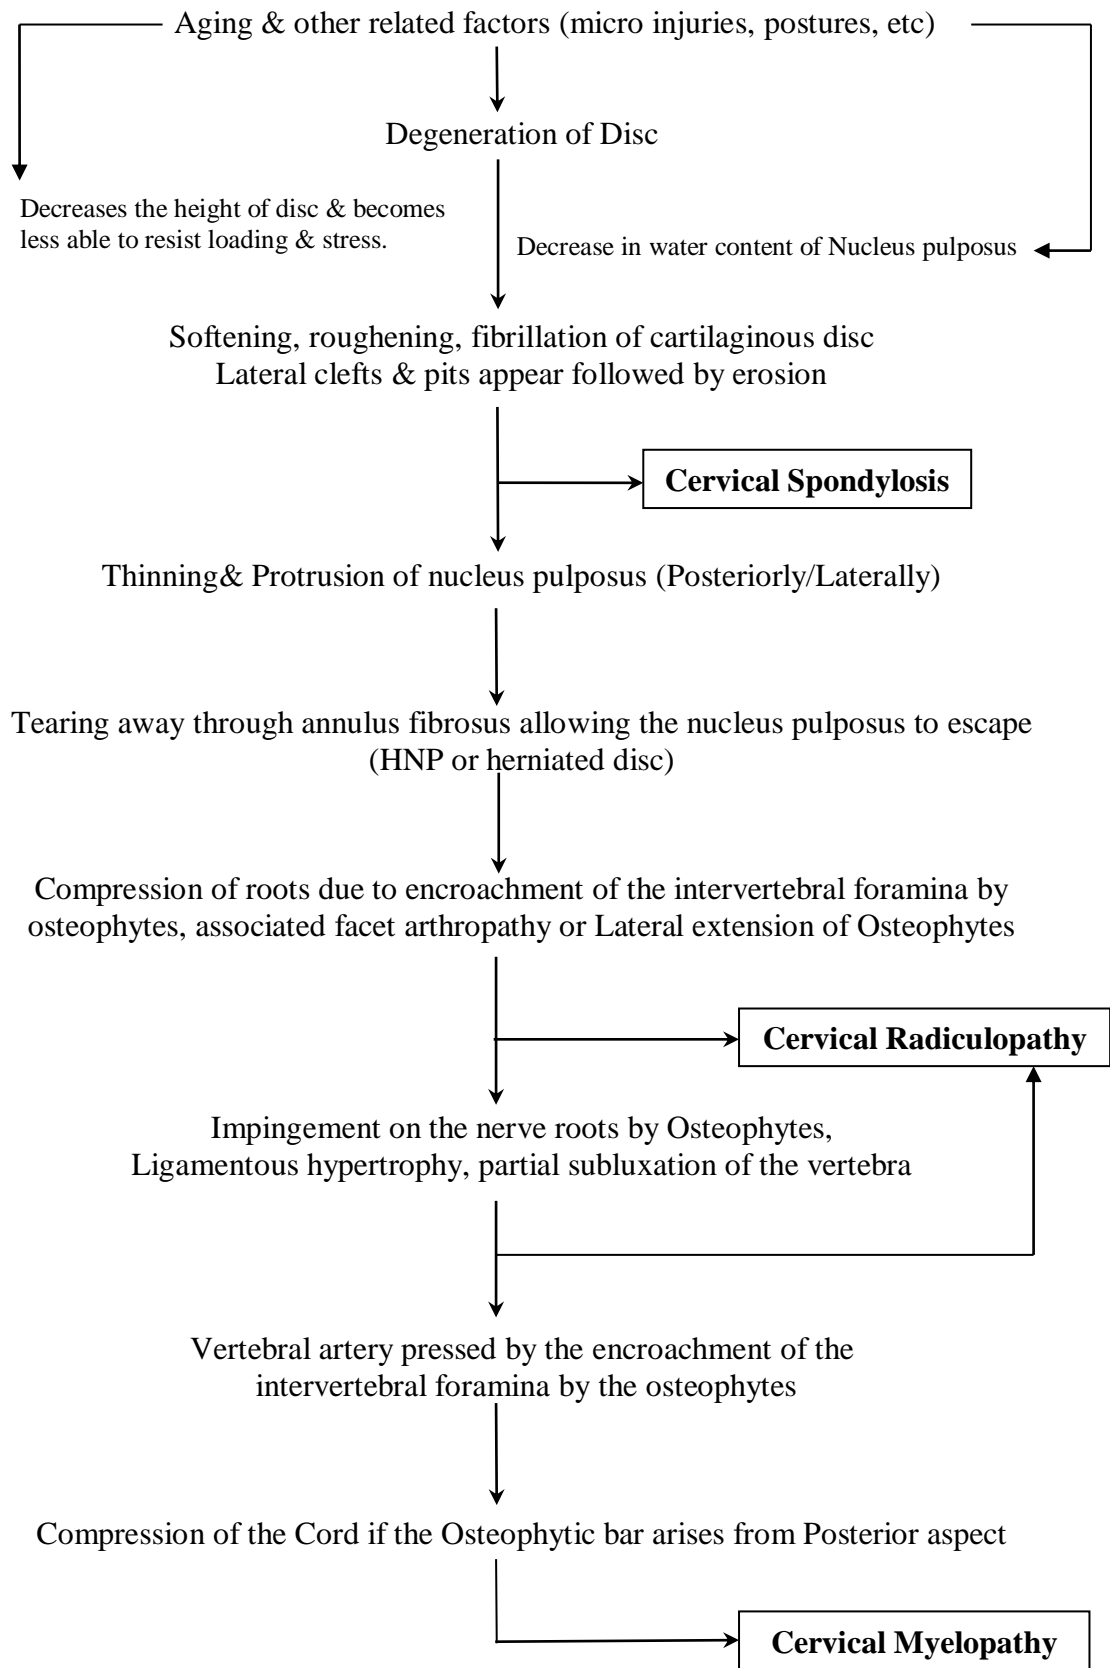 Aging & other related factors (micro injuries, postures, etc)
Degeneration of Disc
Decreases the height of disc & becomes
less able to resist loading & stress.
Decrease in water content of Nucleus pulposus
Softening, roughening, fibrillation of cartilaginous disc
Lateral clefts & pits appear followed by erosion
Cervical Spondylosis
Thinning& Protrusion of nucleus pulposus (Posteriorly/Laterally)
Tearing away through annulus fibrosus allowing the nucleus pulposus to escape
(HNP or herniated disc)
Compression of roots due to encroachment of the intervertebral foramina by
osteophytes, associated facet arthropathy or Lateral extension of Osteophytes
Cervical Radiculopathy
Impingement on the nerve roots by Osteophytes,
Ligamentous hypertrophy, partial subluxation of the vertebra
Vertebral artery pressed by the encroachment of the
intervertebral foramina by the osteophytes
Compression of the Cord if the Osteophytic bar arises from Posterior aspect
Cervical Myelopathy